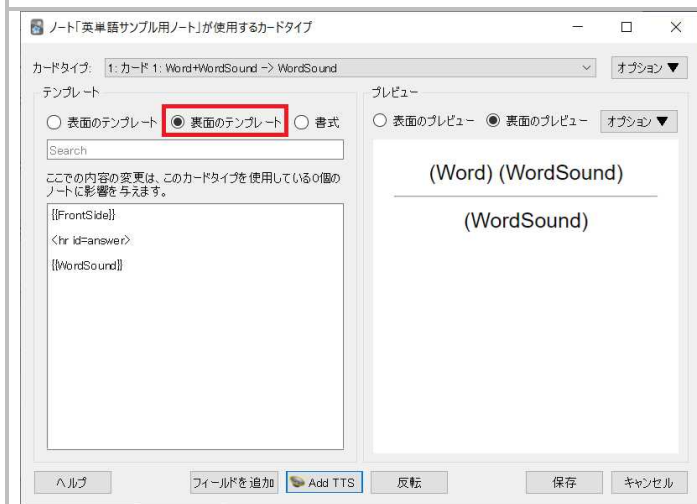 ノート「英単語サンプル用ノート」が使用するカードタイプ
カードタイプ: 1: カード 1: Word+WordSound -> WordSound
オプション ▼
テンプレート
表面のテンプレート 裏面のテンプレート 書式
Search
ここでの内容の変更は、このカードタイプを使用している0個の
ノートに影響を与えます。
{{FrontSide}}
<hr id=answer>
{{WordSound}}
プレビュー
表面のプレビュー 裏面のプレビュー オプション ▼
(Word) (WordSound)
(WordSound)
ヘルプ フィールドを追加 Add TTS 反転 保存 キャンセル